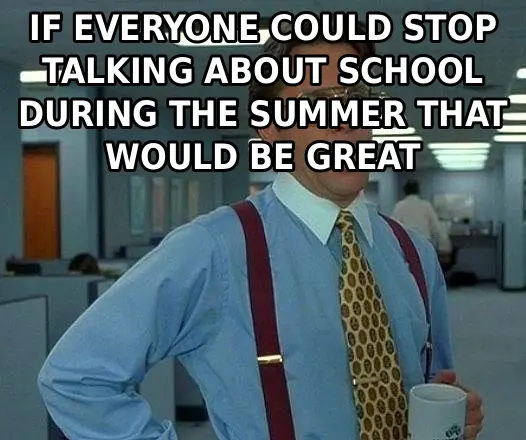 IF EVERYONE COULD STOP
TALKING ABOUT SCHOOL
DURING THE SUMMER THAT
WOULD BE GREAT